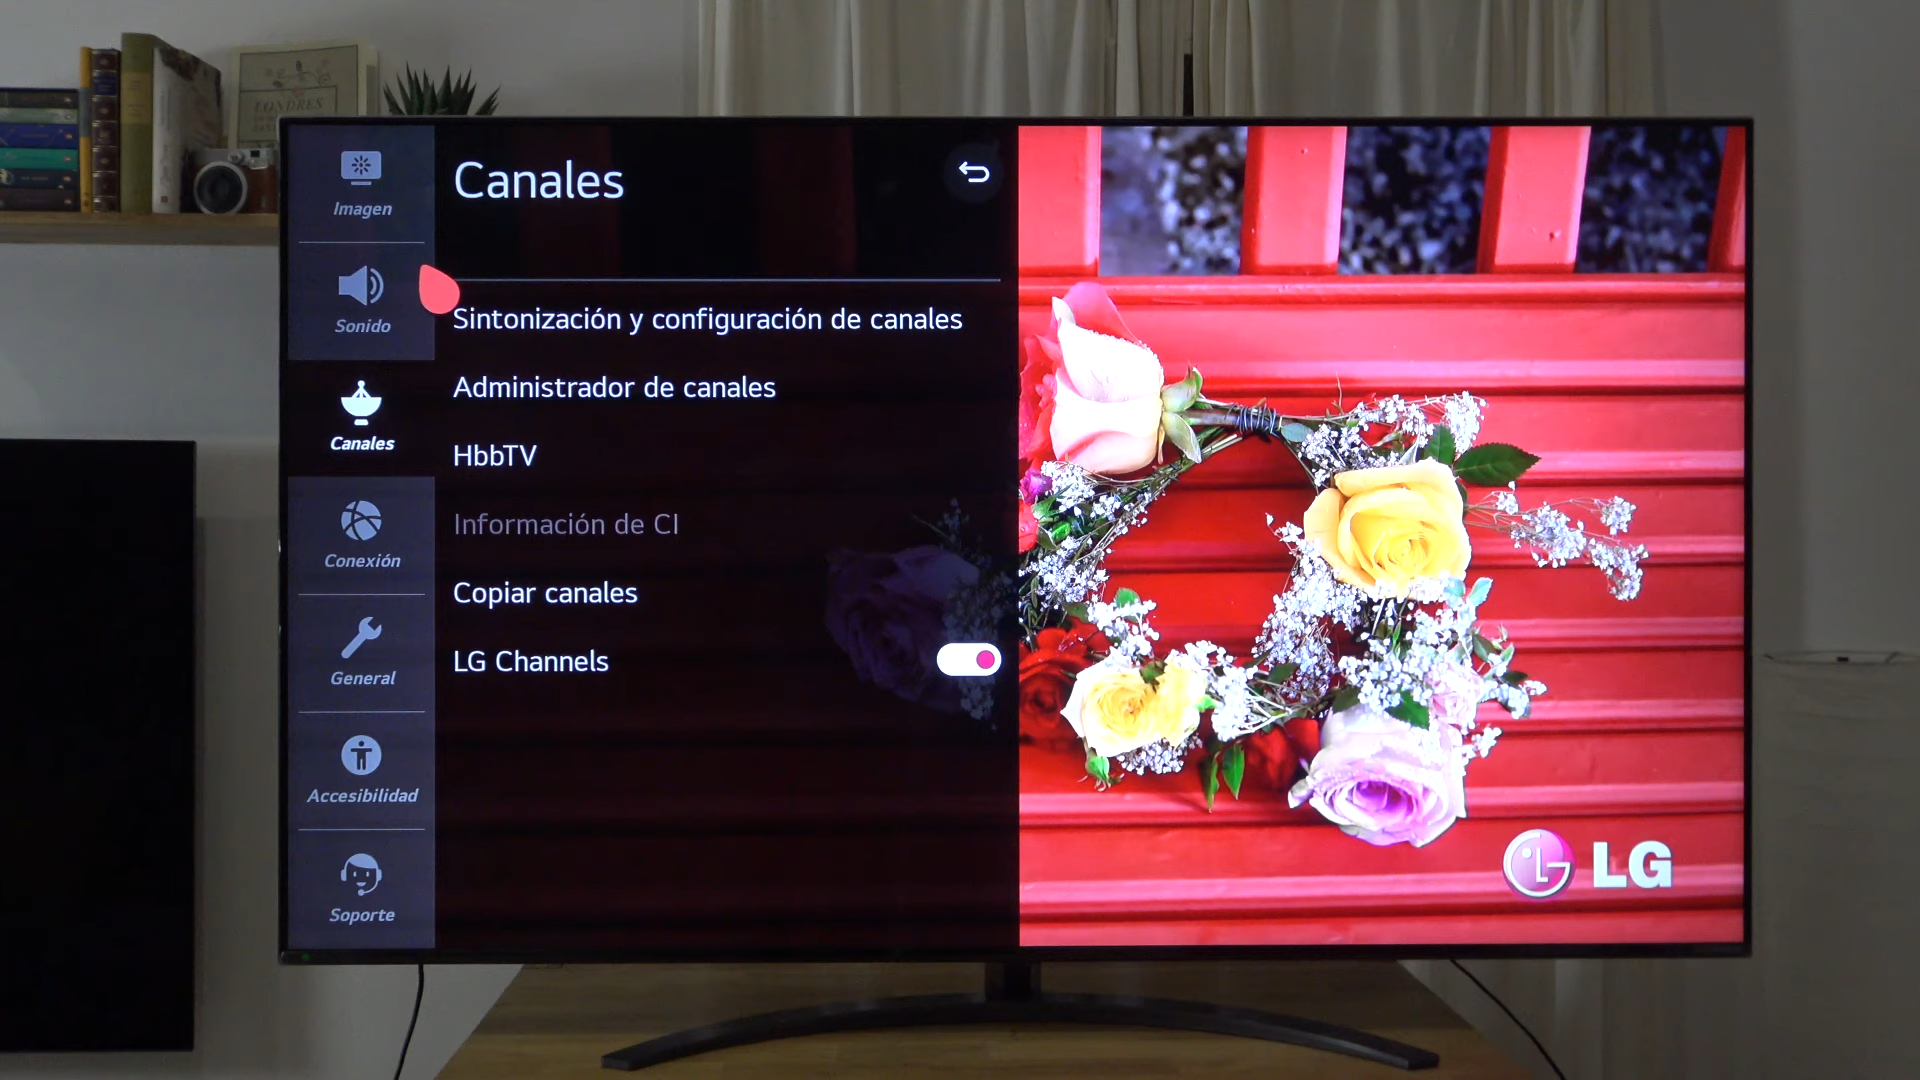 LONDRES
Imagen
Sonido
Canales
Conexión
General
Accesibilidad
Soporte
Canales
Sintonización y configuración de canales
Administrador de canales
HbbTV
Información de CI
Copiar canales
LG Channels
LG